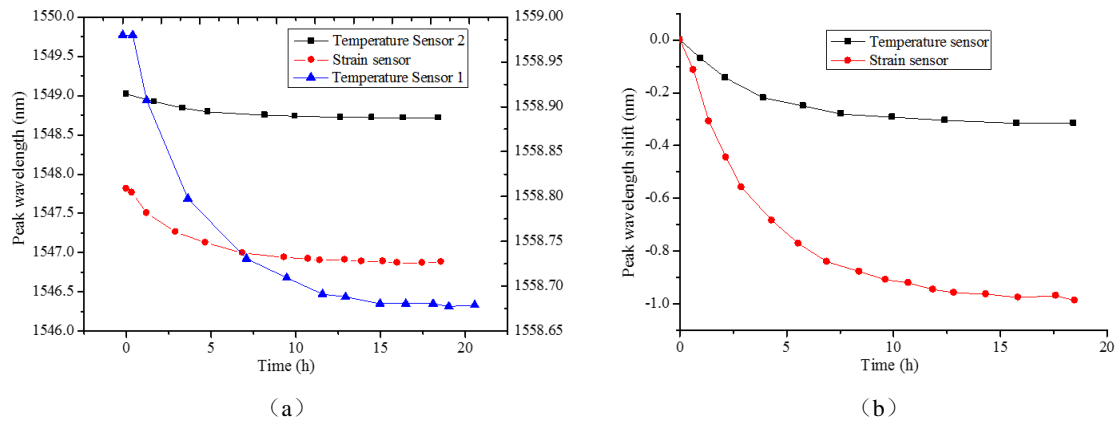 1550.0
1549.5
1549.0
1548.5
1548.0
1547.5
1547.0
1546.5
1546.0
Peak wavelength (nm)
1559.00
1558.95
1558.90
1558.85
1558.80
1558.75
1558.70
1558.65
Temperature Sensor 2
Strain sensor
Temperature Sensor 1
0 5 10 15 20
Time (h)
(a)
0.0
-0.2
-0.4
-0.6
-0.8
-1.0
Peak wavelength shift (nm)
Temperature sensor
Strain sensor
0 5 10 15 20
Time (h)
(b)